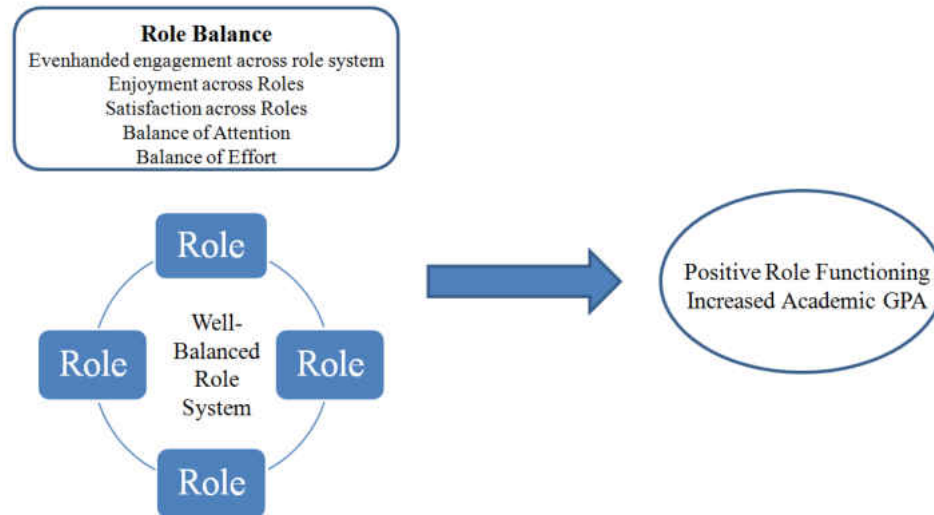 Role Balance
Evenhanded engagement across role system
Enjoyment across Roles
Satisfaction across Roles
Balance of Attention
Balance of Effort
Role
Role
Well-
Balanced
Role
System
Role
Role
Positive Role Functioning
Increased Academic GPA